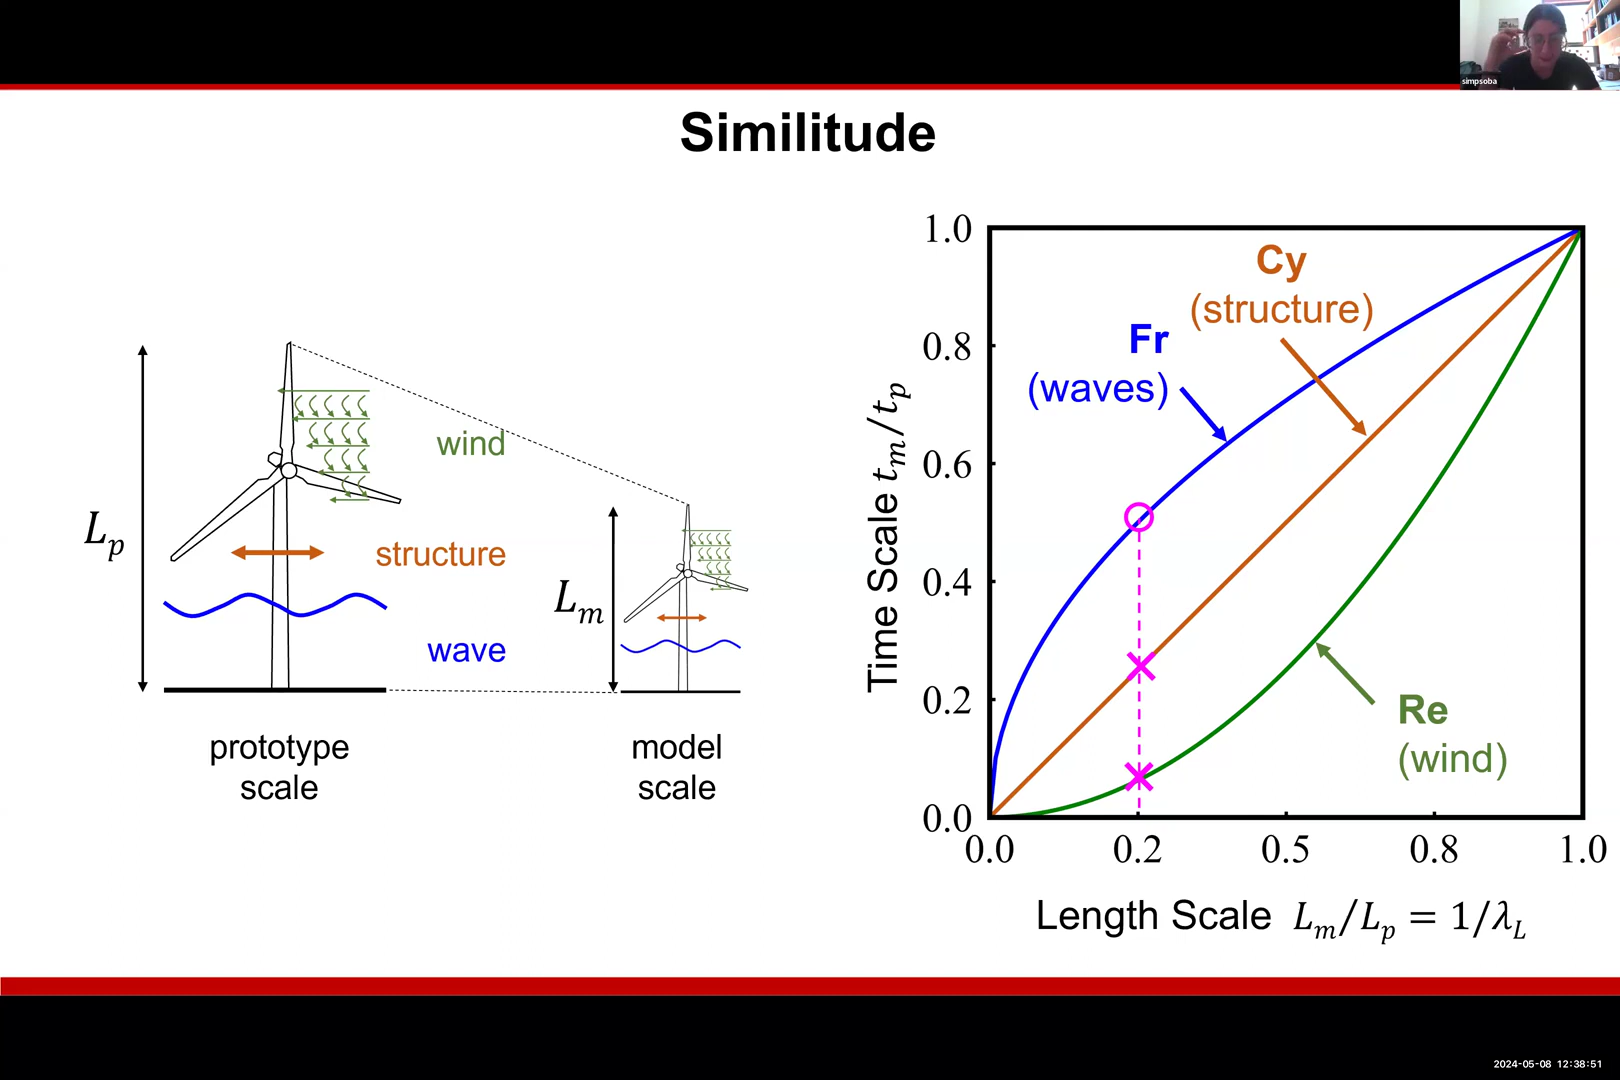 simpsoba
Similitude
wind
structure
wave
L_p
L_m
prototype
scale
model
scale
Time Scale t_m/t_p
1.0
0.8
0.6
0.4
0.2
0.0
Cy
(structure)
Fr
(waves)
Re
(wind)
0.0 0.2 0.5 0.8 1.0
Length Scale L_m/L_p = 1/λ_L
2024-05-08 12:38:51